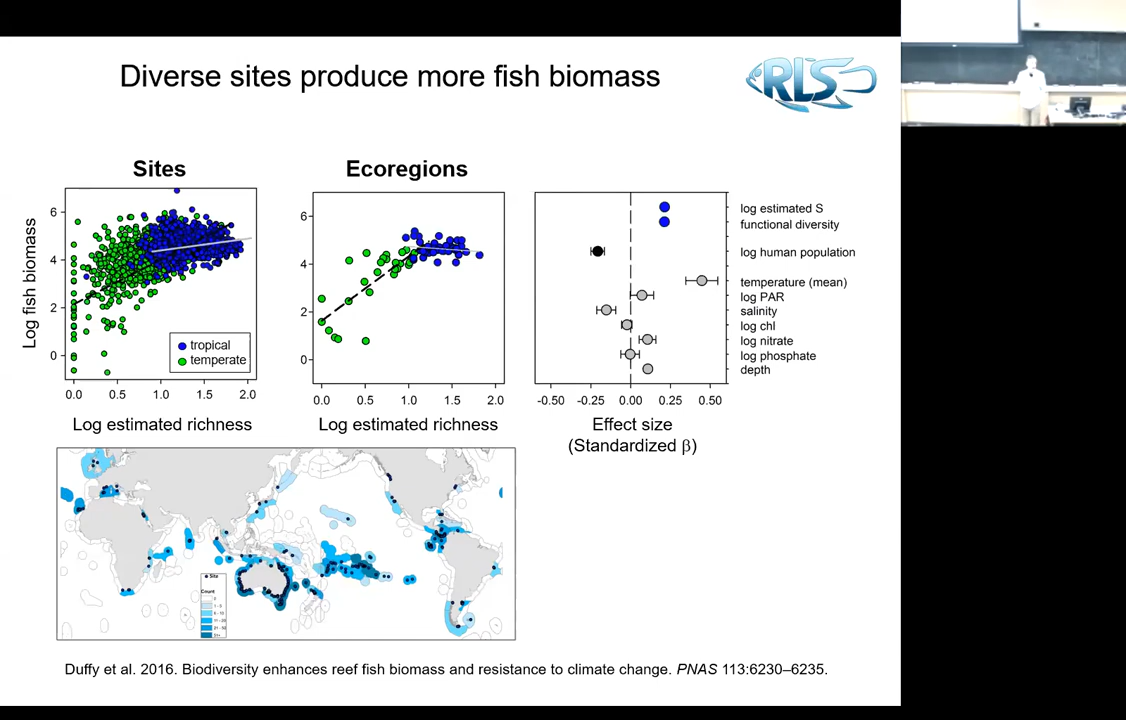 Diverse sites produce more fish biomass
RLS
Sites
Ecoregions
Log fish biomass
6
4
2
0
tropical
temperate
0.0 0.5 1.0 1.5 2.0
Log estimated richness
6
4
2
0
0.0 0.5 1.0 1.5 2.0
Log estimated richness
log estimated S
functional diversity
log human population
temperature (mean)
log PAR
salinity
log chl
log nitrate
log phosphate
depth
-0.50 -0.25 0.00 0.25 0.50
Effect size
(Standardized β)
Site
Count
Duffy et al. 2016. Biodiversity enhances reef fish biomass and resistance to climate change. PNAS 113:6230–6235.